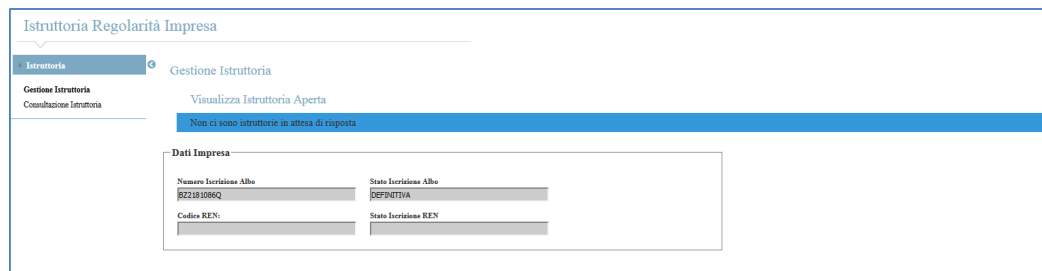 Istruttoria Regolarità Impresa
Istruttoria
Gestione Istruttoria
Consultazione Istruttoria
Gestione Istruttoria
Visualizza Istruttoria Aperta
Non ci sono istruttorie in attesa di risposta
Dati Impresa
Numero Iscrizione Albo Stato Iscrizione Albo
BZ2181086Q DEFINITIVA
Codice REN: Stato Iscrizione REN